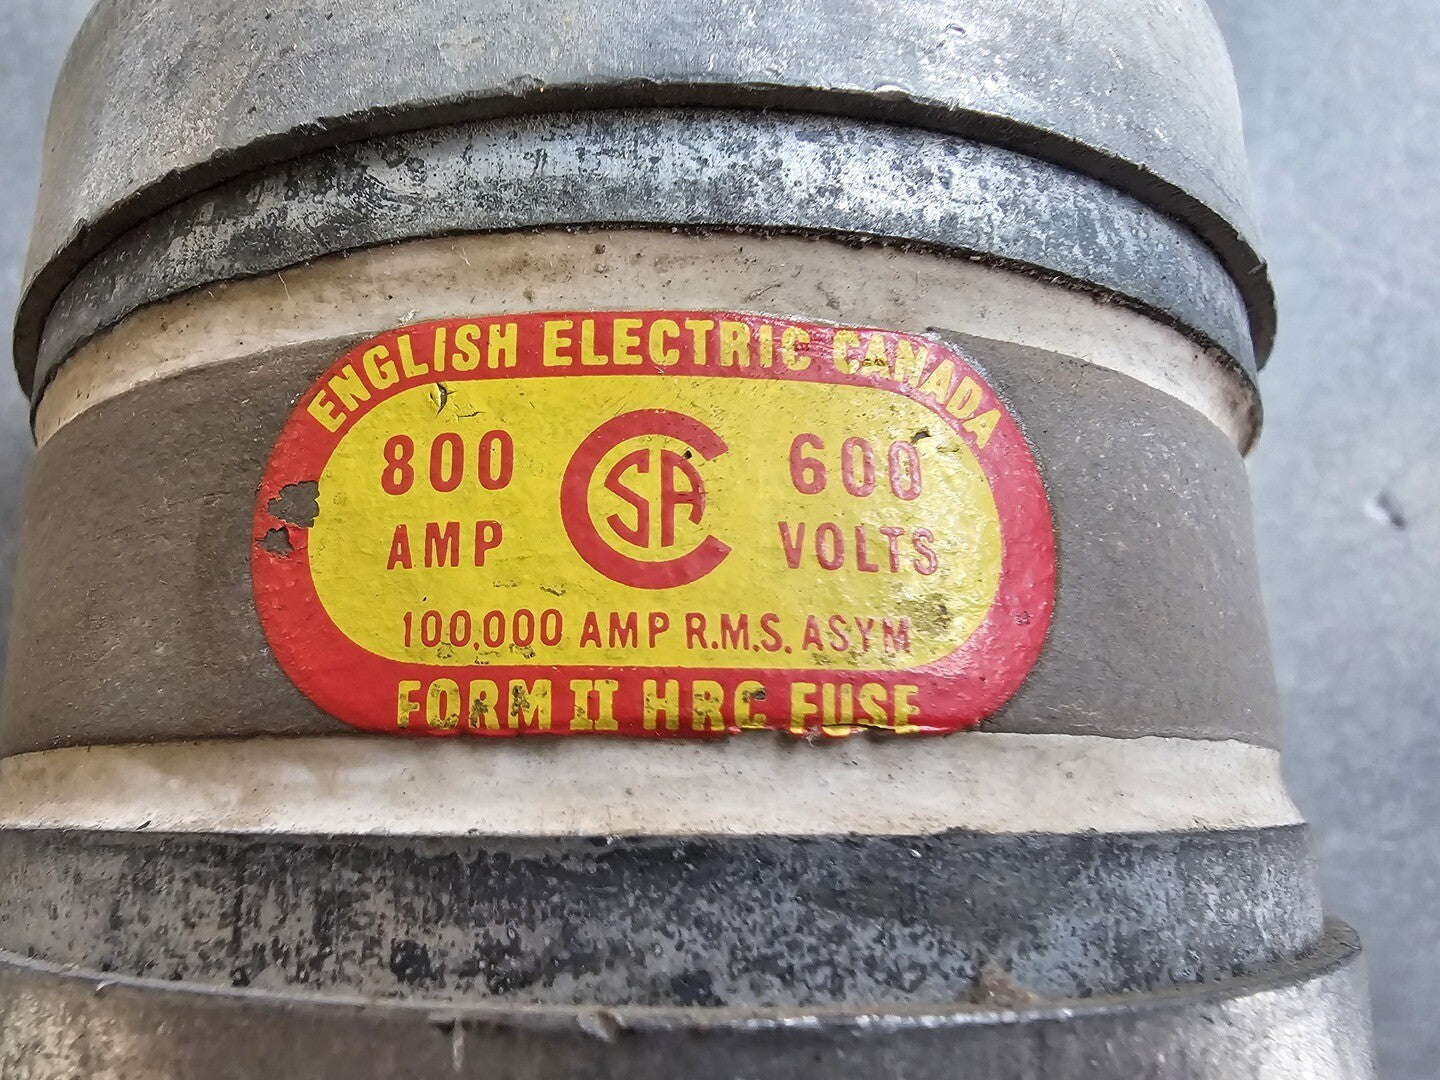 ENGLISH ELECTRIC CANADA
800 AMP
CSA
600 VOLTS
100,000 AMP R.M.S. ASYM
FORM II HRC FUSE